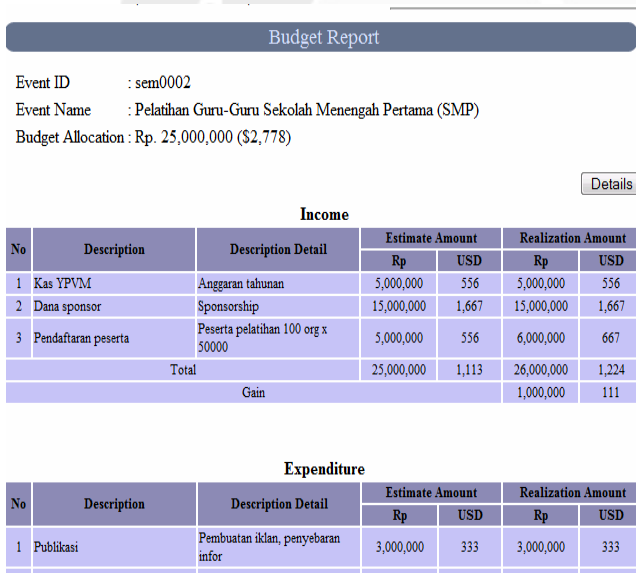 Budget Report
Event ID : sem0002
Event Name : Pelatihan Guru-Guru Sekolah Menengah Pertama (SMP)
Budget Allocation : Rp. 25,000,000 ($2,778)
Details
Income
No Description Description Detail Estimate Amount Realization Amount
Rp USD Rp USD
1 Kas YPVM Anggaran tahunan 5,000,000 556 5,000,000 556
2 Dana sponsor Sponsorship 15,000,000 1,667 15,000,000 1,667
3 Pendaftaran peserta Peserta pelatihan 100 org x 50000 5,000,000 556 6,000,000 667
Total 25,000,000 1,113 26,000,000 1,224
Gain 1,000,000 111
Expenditure
No Description Description Detail Estimate Amount Realization Amount
Rp USD Rp USD
1 Publikasi Pembuatan iklan, penyebaran infor 3,000,000 333 3,000,000 333